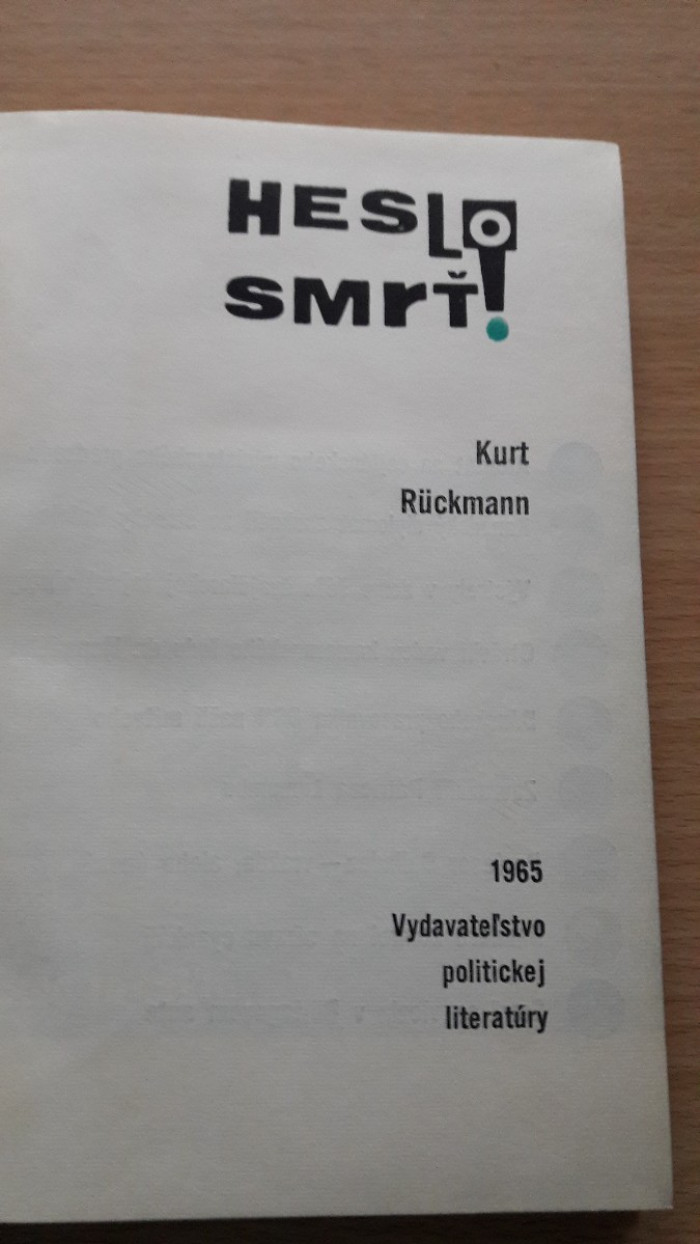 HESLO
SMrŤ!
Kurt
Rückmann
1965
Vydavateľstvo
politickej
literatúry